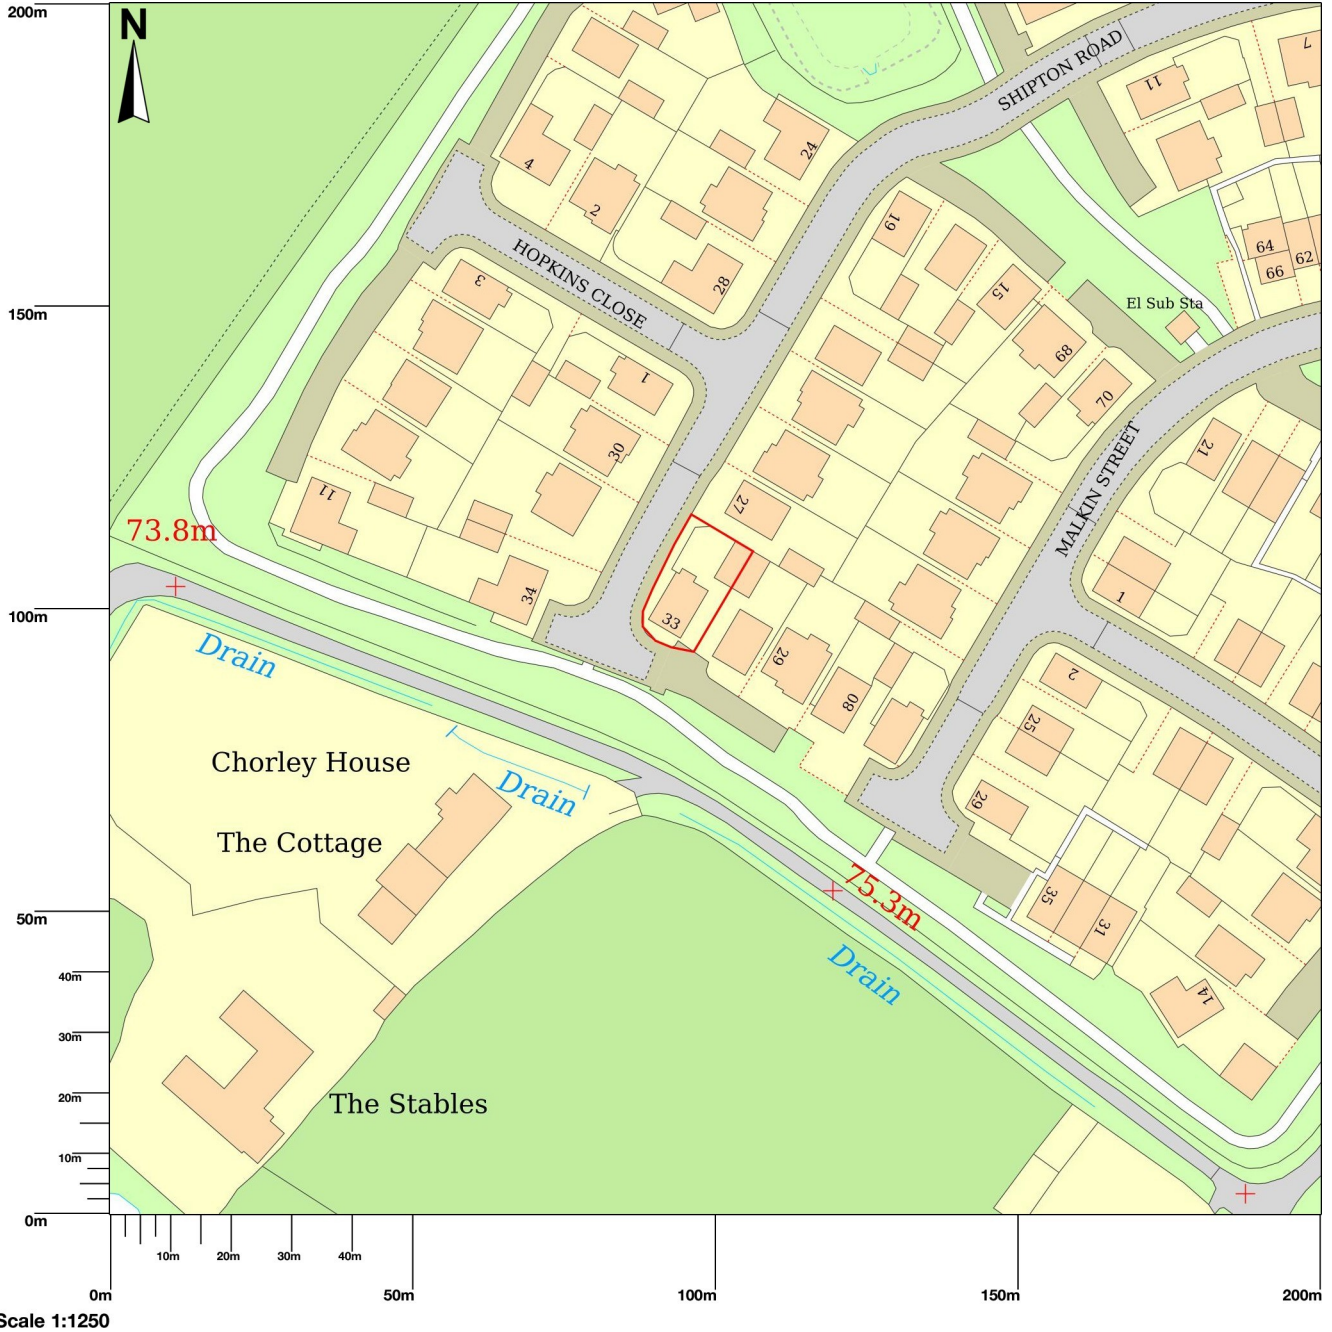 200m
N
SHIPTON ROAD
11
7
24
4
2
19
HOPKINS CLOSE
28
64
62
66
3
15
150m
El Sub Sta
68
1
70
30
MALKIN STREET
21
11
27
73.8m
34
1
100m
33
Drain
29
80
2
25
Chorley House
Drain
29
The Cottage
75.3m
35
31
50m
Drain
40m
14
30m
20m
The Stables
10m
0m
10m
20m
30m
40m
0m
50m
100m
150m
200m
Scale 1:1250